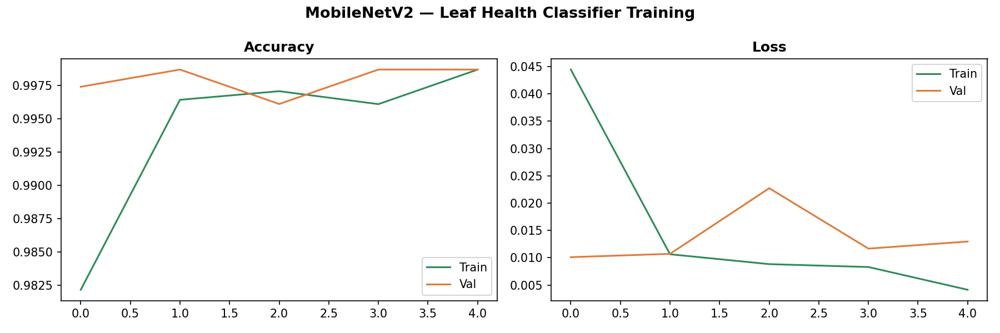 MobileNetV2 — Leaf Health Classifier Training
Accuracy
0.9975
0.9950
0.9925
0.9900
0.9875
0.9850
0.9825
Train
Val
0.0 0.5 1.0 1.5 2.0 2.5 3.0 3.5 4.0
Loss
0.045
0.040
0.035
0.030
0.025
0.020
0.015
0.010
0.005
Train
Val
0.0 0.5 1.0 1.5 2.0 2.5 3.0 3.5 4.0